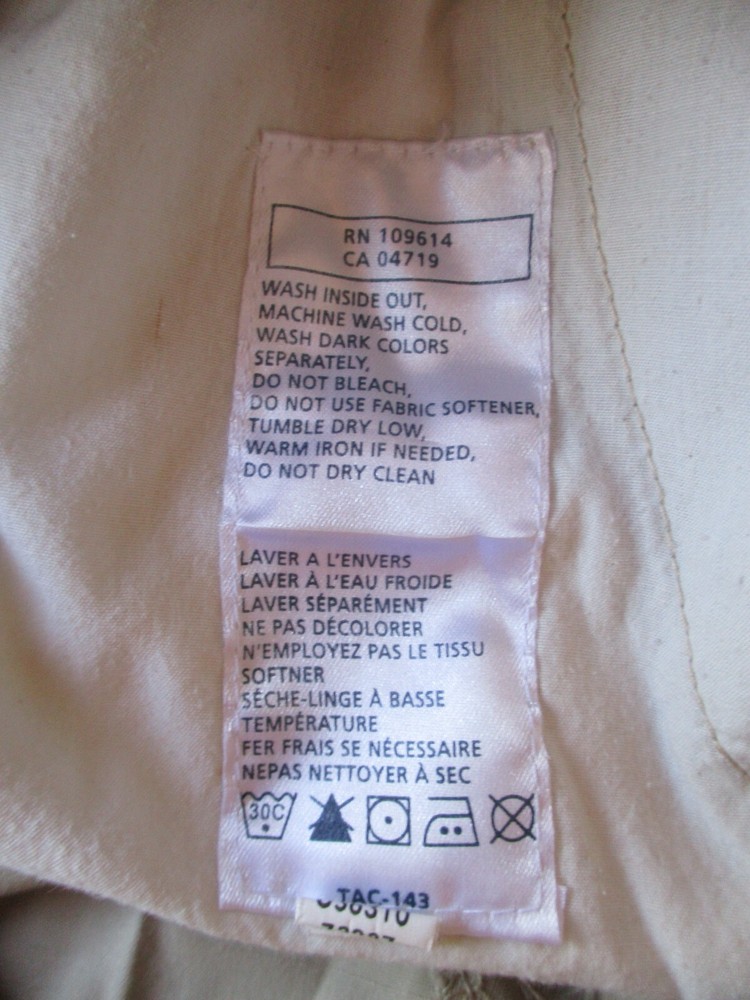 RN 109614
CA 04719
WASH INSIDE OUT,
MACHINE WASH COLD,
WASH DARK COLORS
SEPARATELY,
DO NOT BLEACH,
DO NOT USE FABRIC SOFTENER,
TUMBLE DRY LOW,
WARM IRON IF NEEDED,
DO NOT DRY CLEAN
LAVER A L'ENVERS
LAVER À L'EAU FROIDE
LAVER SÉPARÉMENT
NE PAS DÉCOLORER
N'EMPLOYEZ PAS LE TISSU
SOFTNER
SÈCHE-LINGE À BASSE
TEMPÉRATURE
FER FRAIS SE NÉCESSAIRE
NEPAS NETTOYER À SEC
30C
TAC-143